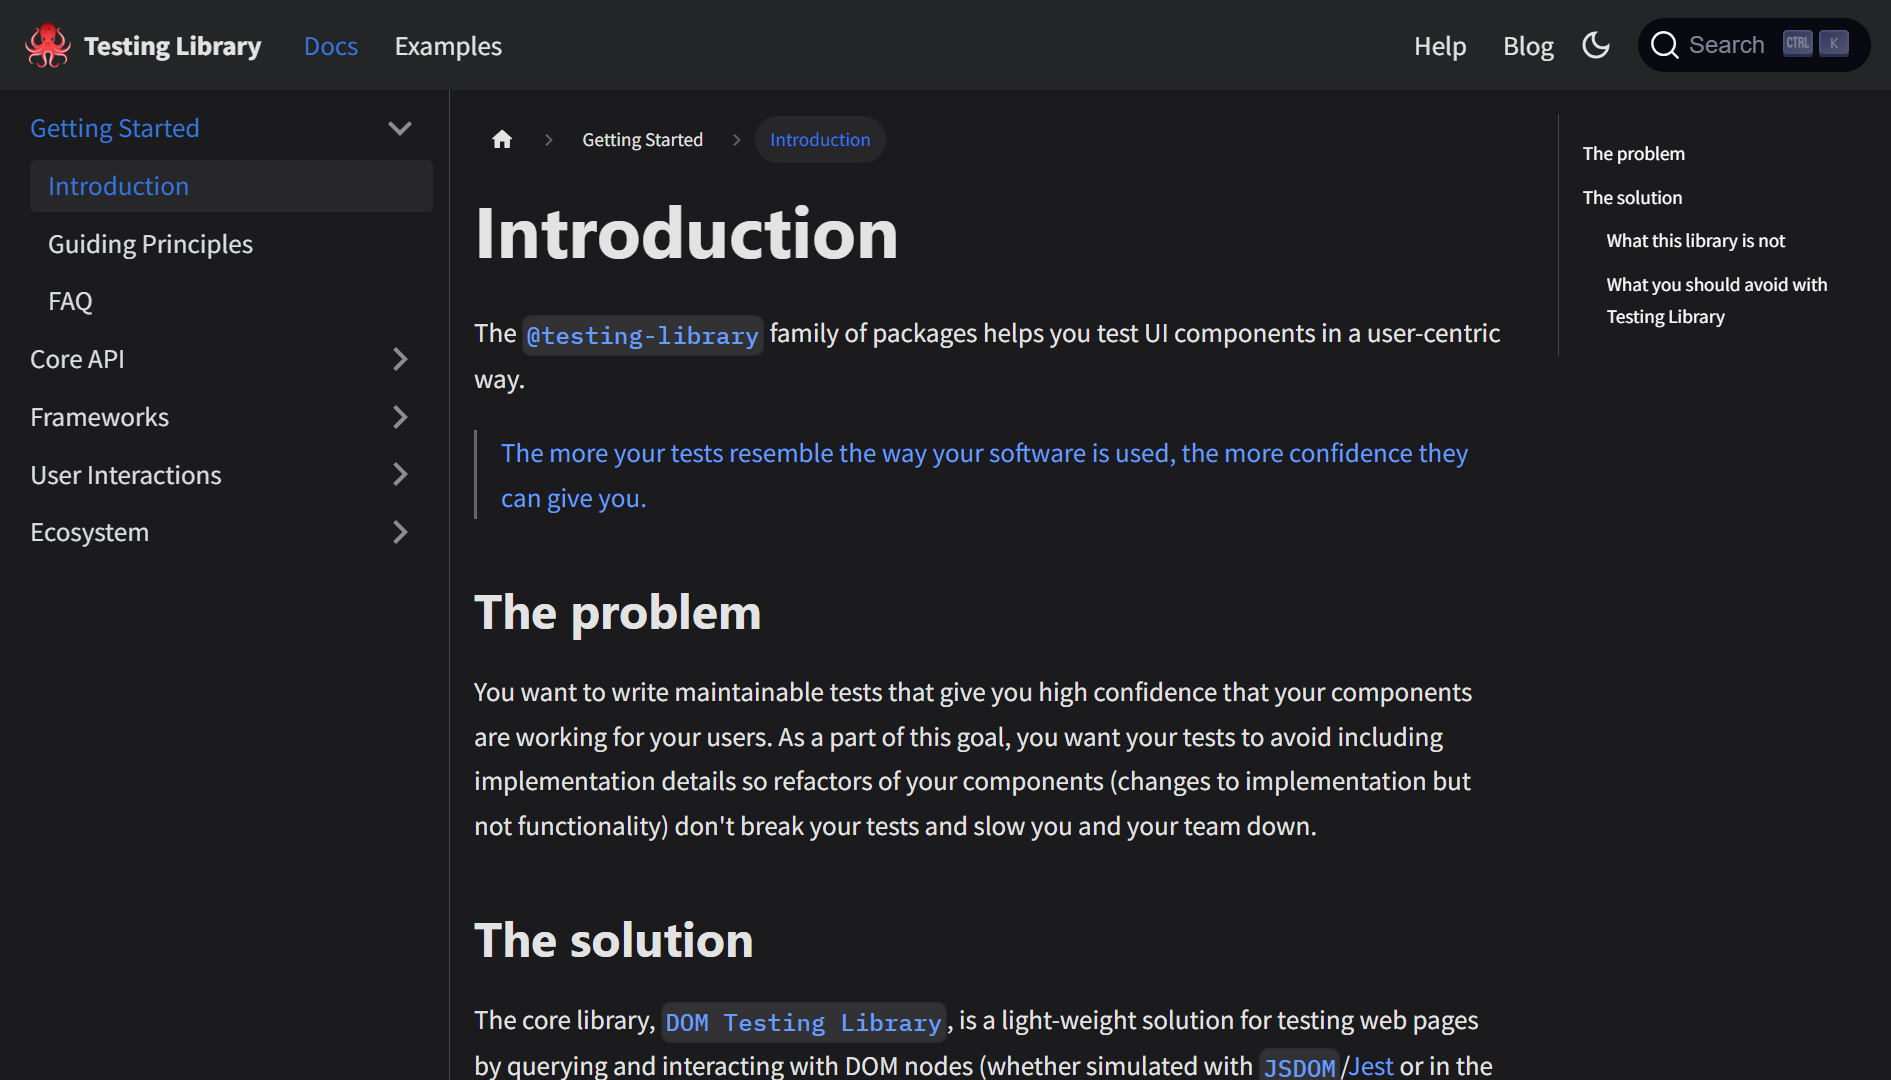 Testing Library
Docs
Examples
Help
Blog
Search
CTRL
K
Getting Started
Introduction
Guiding Principles
FAQ
Core API
Frameworks
User Interactions
Ecosystem
Getting Started
Introduction
Introduction
The @testing-library family of packages helps you test UI components in a user-centric
way.
The more your tests resemble the way your software is used, the more confidence they
can give you.
The problem
You want to write maintainable tests that give you high confidence that your components
are working for your users. As a part of this goal, you want your tests to avoid including
implementation details so refactors of your components (changes to implementation but
not functionality) don't break your tests and slow you and your team down.
The solution
The core library, DOM Testing Library, is a light-weight solution for testing web pages
by querying and interacting with DOM nodes (whether simulated with JSDOM/Jest or in the
The problem
The solution
What this library is not
What you should avoid with
Testing Library